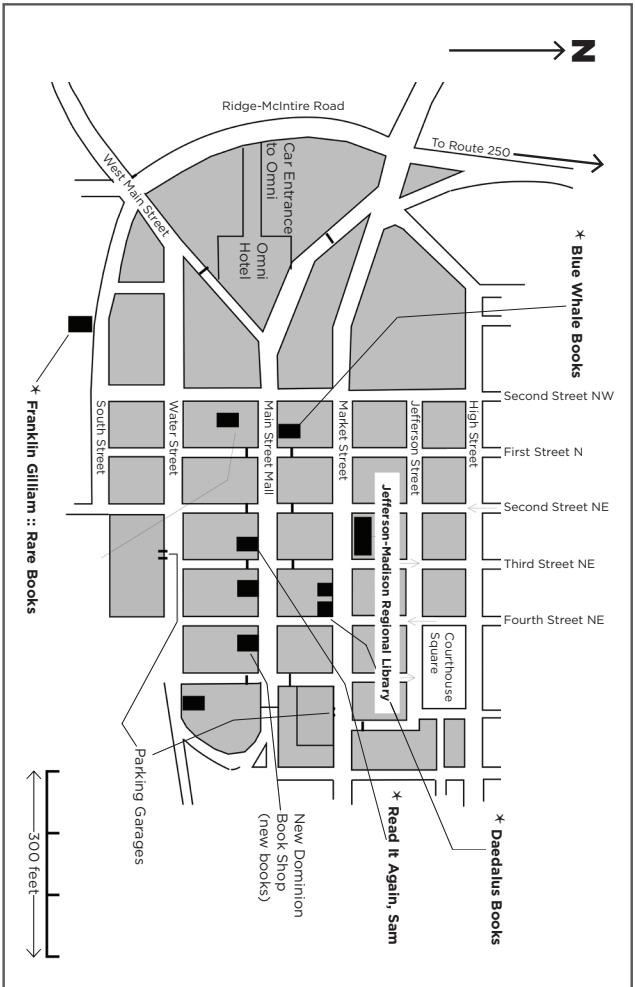 N
Ridge-McIntire Road
To Route 250
West Main Street
Car Entrance
to Omni
Omni
Hotel
* Blue Whale Books
* Franklin Gilliam :: Rare Books
South Street
Water Street
Main Street Mall
Market Street
Jefferson Street
High Street
Second Street NW
First Street N
Second Street NE
Third Street NE
Fourth Street NE
Jefferson-Madison Regional Library
Courthouse
Square
Parking Garages
New Dominion
Book Shop
(new books)
* Read It Again, Sam
* Daedalus Books
300 feet